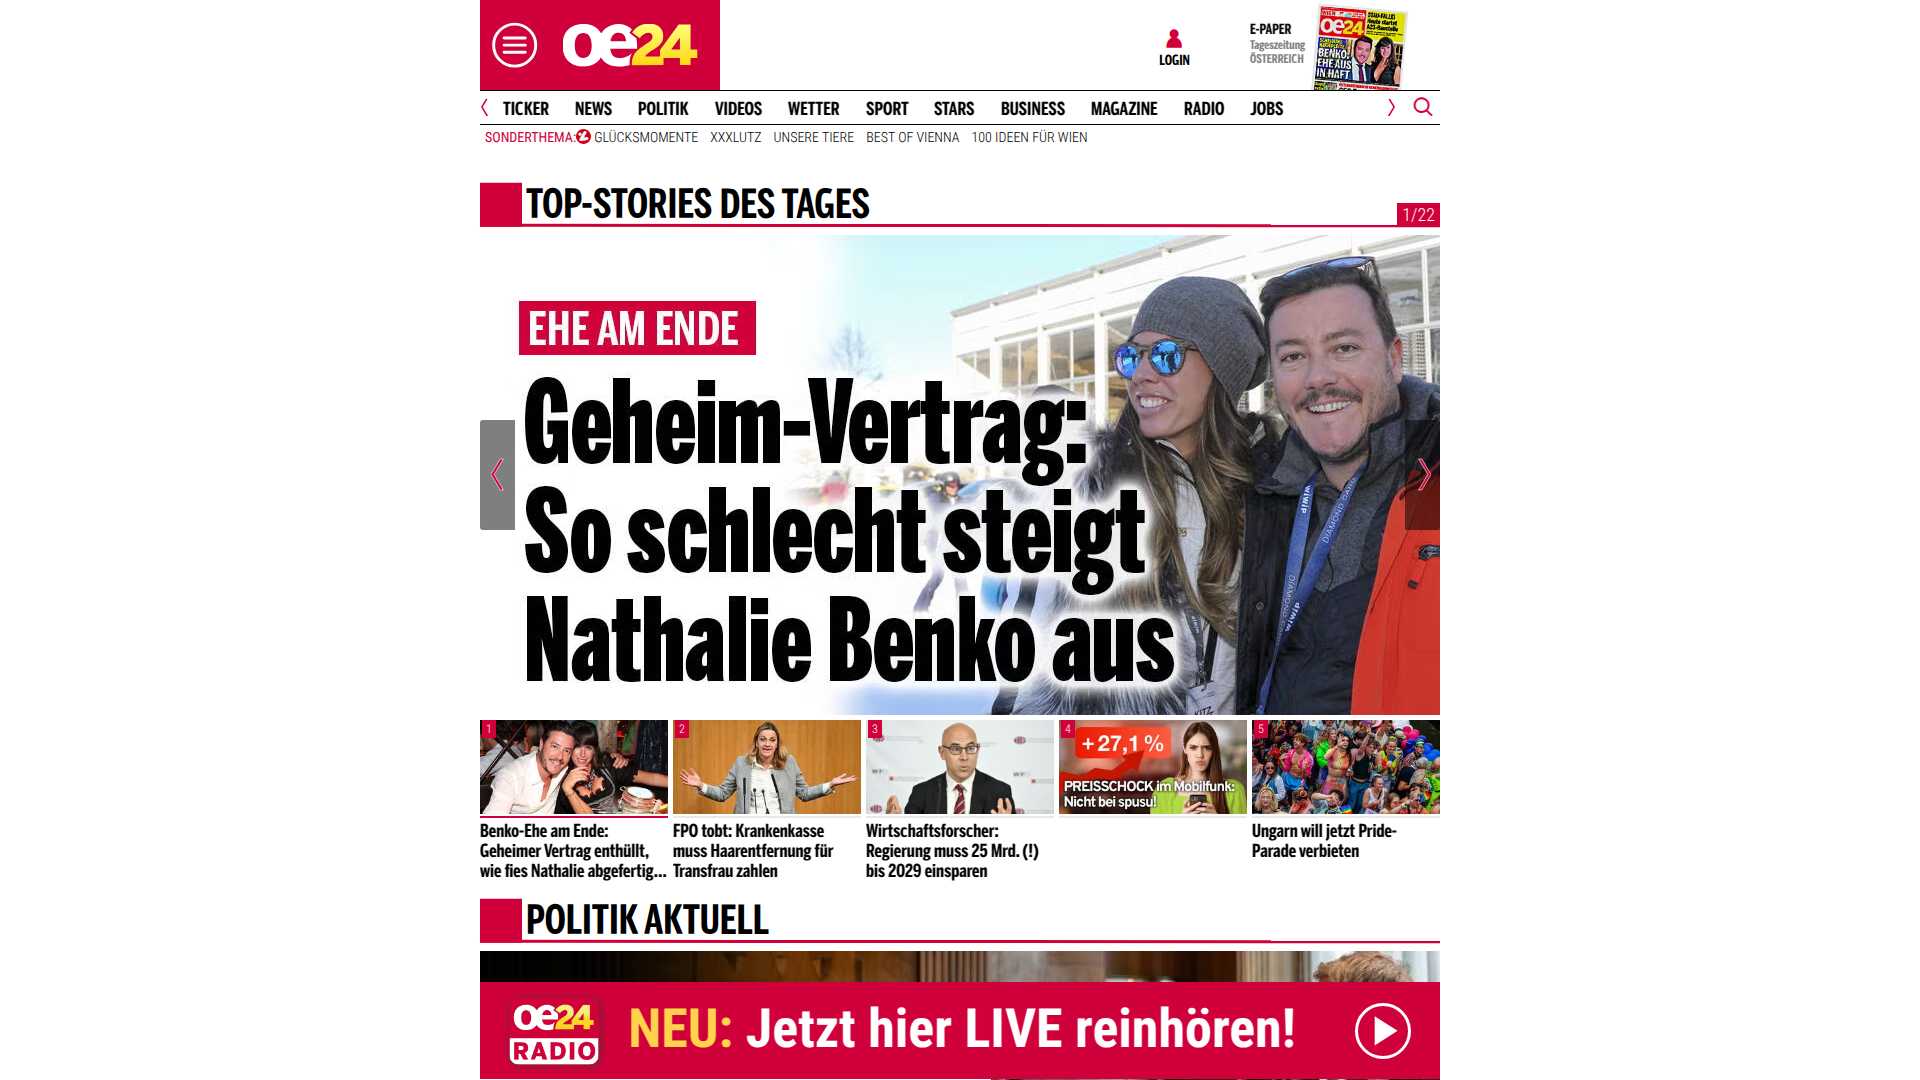 oe24
LOGIN
E-PAPER
Tageszeitung
ÖSTERREICH
oe24
BENKO:
EHE AUS
IN HAFT
TICKER NEWS POLITIK VIDEOS WETTER SPORT STARS BUSINESS MAGAZINE RADIO JOBS
SONDERTHEMA: GLÜCKSMOMENTE XXXLUTZ UNSERE TIERE BEST OF VIENNA 100 IDEEN FÜR WIEN
TOP-STORIES DES TAGES
1/22
EHE AM ENDE
Geheim-Vertrag:
So schlecht steigt
Nathalie Benko aus
DIAMOND
1
2
3
4
5
+27,1 %
PREISSCHOCK im Mobilfunk:
Nicht bei spusu!
Benko-Ehe am Ende:
Geheimer Vertrag enthüllt,
wie fies Nathalie abgefertig...
FPO tobt: Krankenkasse
muss Haarentfernung für
Transfrau zahlen
Wirtschaftsforscher:
Regierung muss 25 Mrd. (!)
bis 2029 einsparen
Ungarn will jetzt Pride-
Parade verbieten
POLITIK AKTUELL
oe24
RADIO
NEU: Jetzt hier LIVE reinhören!